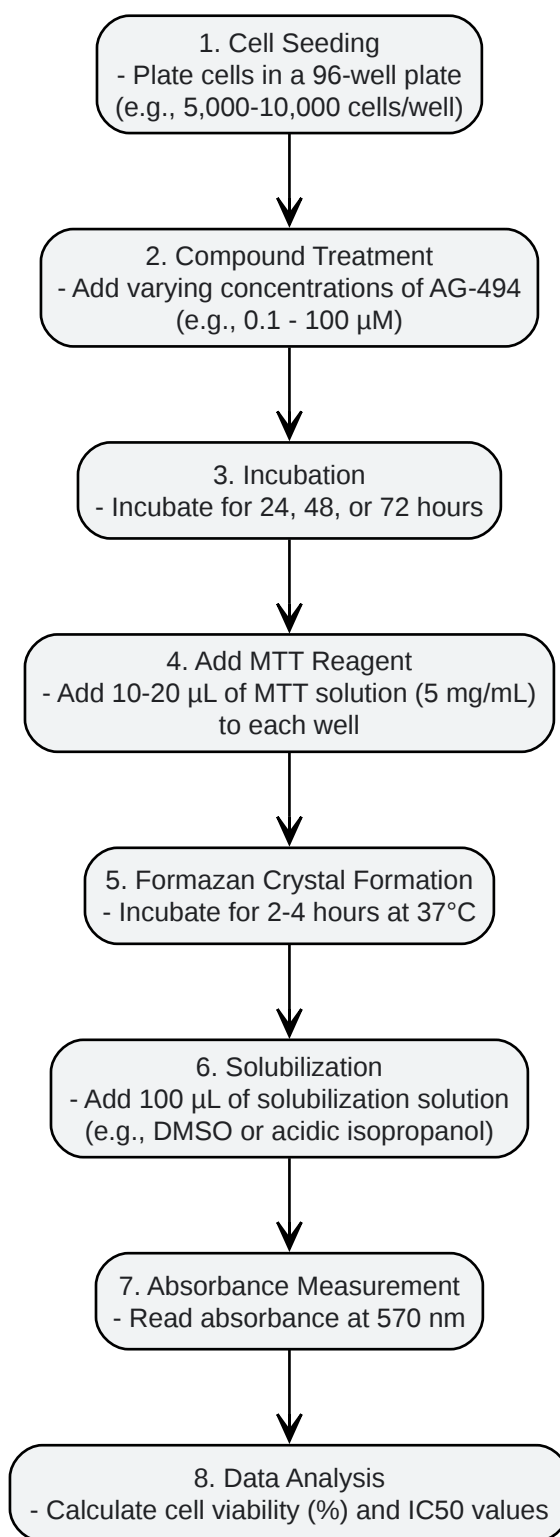 1. Cell Seeding
- Plate cells in a 96-well plate
(e.g., 5,000-10,000 cells/well)
2. Compound Treatment
- Add varying concentrations of AG-494
(e.g., 0.1 - 100 µM)
3. Incubation
- Incubate for 24, 48, or 72 hours
4. Add MTT Reagent
- Add 10-20 µL of MTT solution (5 mg/mL)
to each well
5. Formazan Crystal Formation
- Incubate for 2-4 hours at 37°C
6. Solubilization
- Add 100 µL of solubilization solution
(e.g., DMSO or acidic isopropanol)
7. Absorbance Measurement
- Read absorbance at 570 nm
8. Data Analysis
- Calculate cell viability (%) and IC50 values